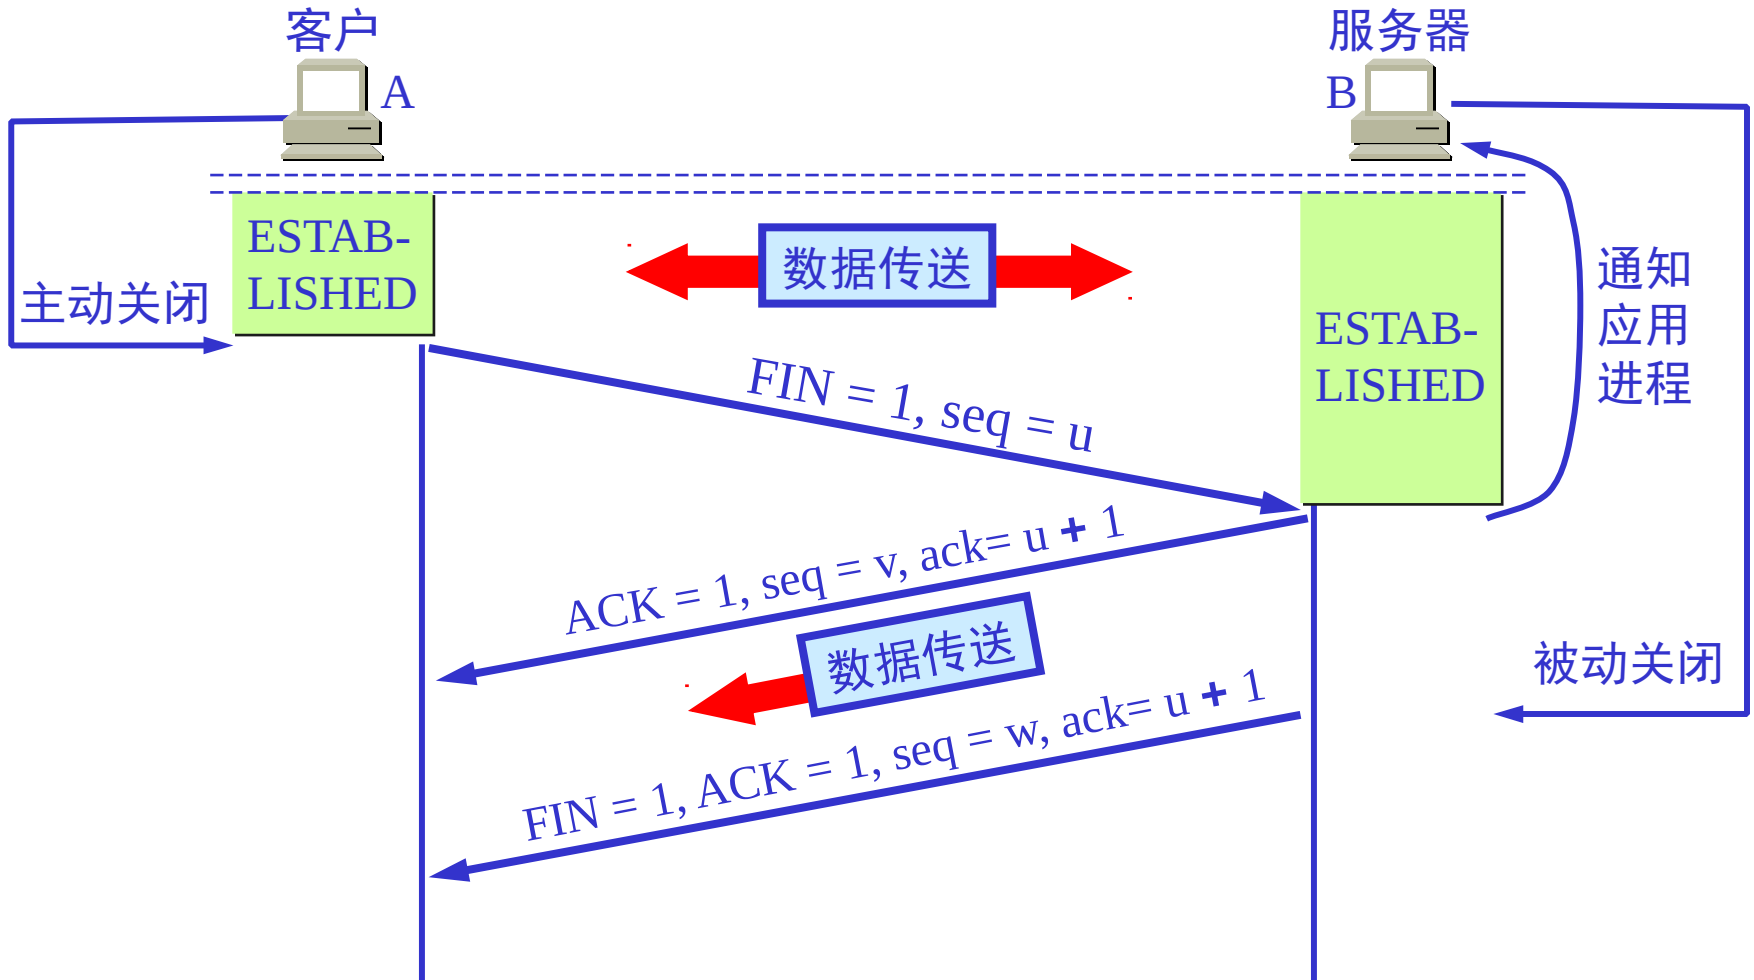 客户
服务器
A
B
ESTAB-
LISHED
数据传送
主动关闭
ESTAB-
LISHED
通知
应用
进程
FIN = 1, seq = u
ACK = 1, seq = v, ack= u + 1
数据传送
被动关闭
FIN = 1, ACK = 1, seq = w, ack= u + 1